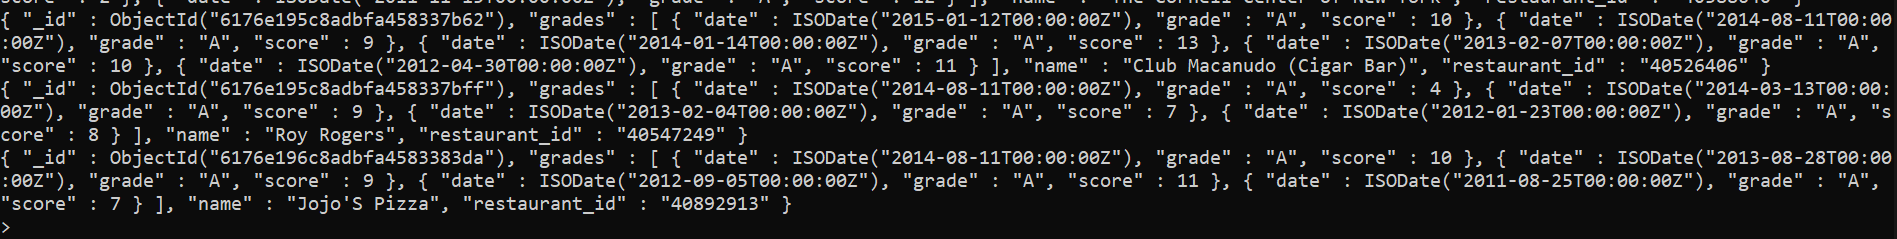 { "_id" : ObjectId("6176e195c8adbfa458337b62"), "grades" : [ { "date" : ISODate("2015-01-12T00:00:00Z"), "grade" : "A", "score" : 10 }, { "date" : ISODate("2014-08-11T00:00
:00Z"), "grade" : "A", "score" : 9 }, { "date" : ISODate("2014-01-14T00:00:00Z"), "grade" : "A", "score" : 13 }, { "date" : ISODate("2013-02-07T00:00:00Z"), "grade" : "A",
"score" : 10 }, { "date" : ISODate("2012-04-30T00:00:00Z"), "grade" : "A", "score" : 11 } ], "name" : "Club Macanudo (Cigar Bar)", "restaurant_id" : "40526406" }
{ "_id" : ObjectId("6176e195c8adbfa458337bff"), "grades" : [ { "date" : ISODate("2014-08-11T00:00:00Z"), "grade" : "A", "score" : 4 }, { "date" : ISODate("2014-03-13T00:00:
00Z"), "grade" : "A", "score" : 9 }, { "date" : ISODate("2013-02-04T00:00:00Z"), "grade" : "A", "score" : 7 }, { "date" : ISODate("2012-01-23T00:00:00Z"), "grade" : "A", "s
core" : 8 } ], "name" : "Roy Rogers", "restaurant_id" : "40547249" }
{ "_id" : ObjectId("6176e196c8adbfa4583383da"), "grades" : [ { "date" : ISODate("2014-08-11T00:00:00Z"), "grade" : "A", "score" : 10 }, { "date" : ISODate("2013-08-28T00:00
:00Z"), "grade" : "A", "score" : 9 }, { "date" : ISODate("2012-09-05T00:00:00Z"), "grade" : "A", "score" : 11 }, { "date" : ISODate("2011-08-25T00:00:00Z"), "grade" : "A",
"score" : 7 } ], "name" : "Jojo'S Pizza", "restaurant_id" : "40892913" }
>